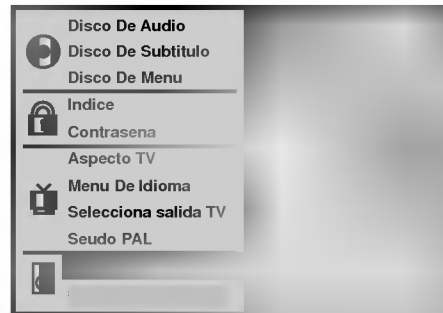 Disco De Audio
Disco De Subtitulo
Disco De Menu
Indice
Contrasena
Aspecto TV
Menu De Idioma
Selecciona salida TV
Seudo PAL